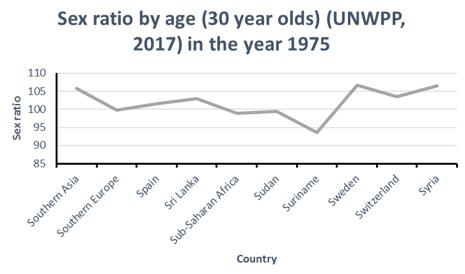 Sex ratio by age (30 year olds) (UNWPP,
2017) in the year 1975
110
105
100
95
90
85
Sex ratio
Southern Asia
Southern Europe
Spain
Sri Lanka
Sub-Saharan Africa
Sudan
Suriname
Sweden
Switzerland
Syria
Country